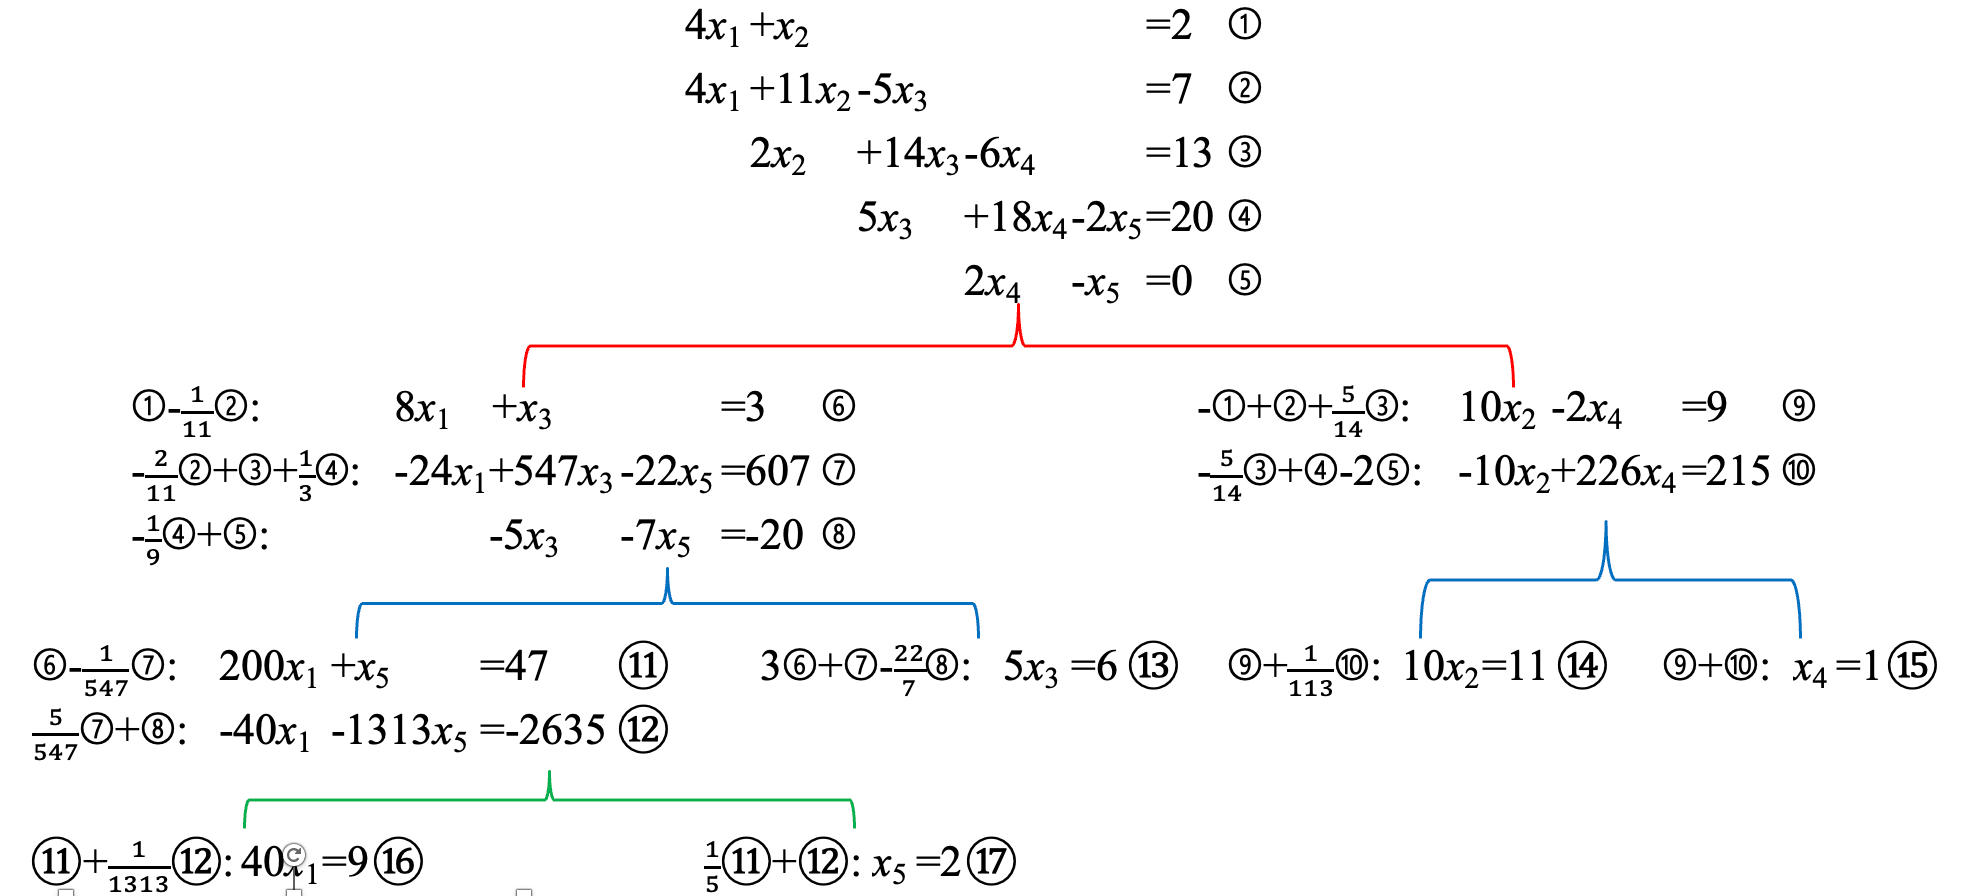 4x₁ +x₂ =2 ①
4x₁ +11x₂ -5x₃ =7 ②
2x₂ +14x₃ -6x₄ =13 ③
5x₃ +18x₄ -2x₅ =20 ④
2x₄ -x₅ =0 ⑤
①-1/11②: 8x₁ +x₃ =3 ⑥
-2/11②+③+1/3④: -24x₁+547x₃ -22x₅ =607 ⑦
-1/9④+⑤: -5x₃ -7x₅ =-20 ⑧
-①+②+5/14③: 10x₂ -2x₄ =9 ⑨
-5/14③+④-2⑤: -10x₂+226x₄=215 ⑩
⑥-1/547⑦: 200x₁ +x₅ =47 ⑪
5/547⑦+⑧: -40x₁ -1313x₅ =-2635 ⑫
3⑥+⑦-22/7⑧: 5x₃ =6 ⑬
⑨+1/113⑩: 10x₂=11 ⑭
⑨+⑩: x₄ =1 ⑮
⑪+1/1313⑫: 40x₁=9 ⑯
1/5⑪+⑫: x₅ =2 ⑰